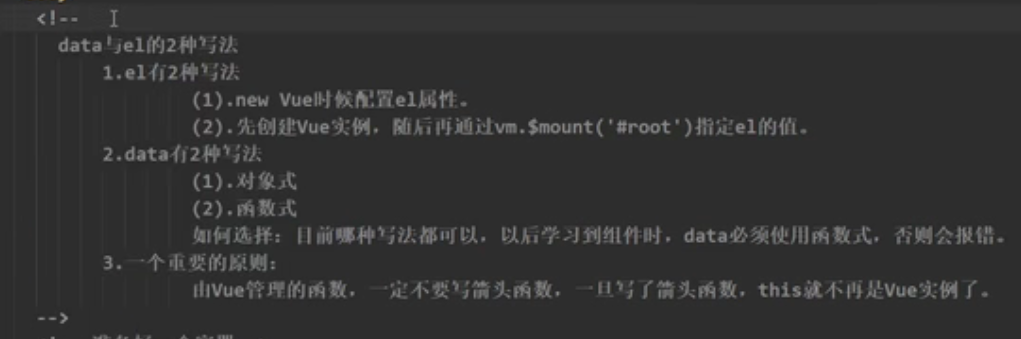 <!--
data与el的2种写法
1.el有2种写法
(1).new Vue时候配置el属性。
(2).先创建Vue实例，随后再通过vm.$mount('#root')指定el的值。
2.data有2种写法
(1).对象式
(2).函数式
如何选择：目前哪种写法都可以，以后学习到组件时，data必须使用函数式，否则会报错。
3.一个重要的原则：
由Vue管理的函数，一定不要写箭头函数，一旦写了箭头函数，this就不再是Vue实例了。
-->